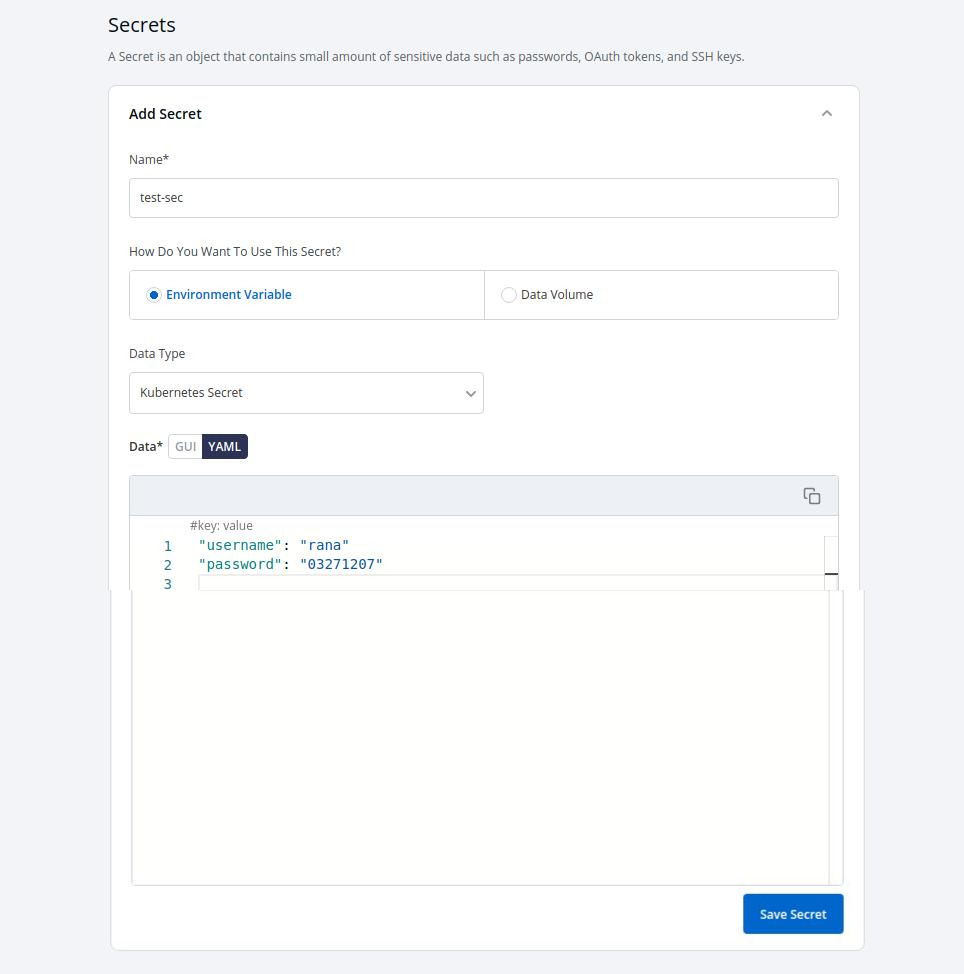 Secrets
A Secret is an object that contains small amount of sensitive data such as passwords, OAuth tokens, and SSH keys.
Add Secret
Name*
test-sec
How Do You Want To Use This Secret?
Environment Variable
Data Volume
Data Type
Kubernetes Secret
Data* GUI YAML
#key: value
1 "username": "rana"
2 "password": "03271207"
3
Save Secret